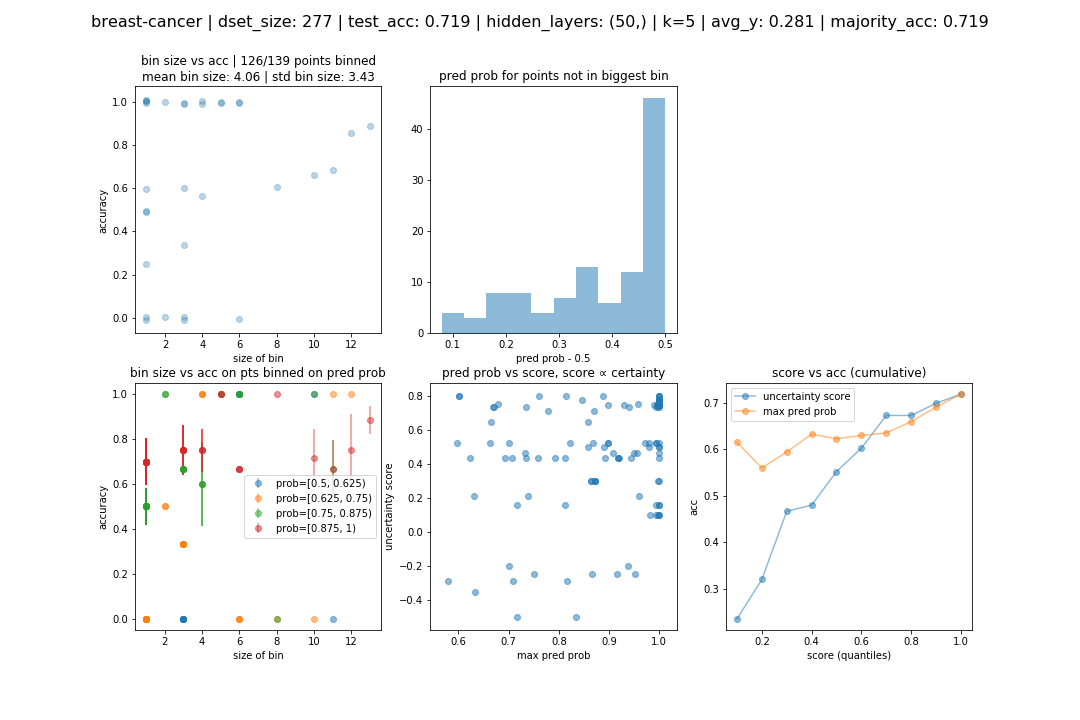 breast-cancer | dset_size: 277 | test_acc: 0.719 | hidden_layers: (50,) | k=5 | avg_y: 0.281 | majority_acc: 0.719
bin size vs acc | 126/139 points binned
mean bin size: 4.06 | std bin size: 3.43
accuracy
1.0
0.8
0.6
0.4
0.2
0.0
2 4 6 8 10 12
size of bin
pred prob for points not in biggest bin
40
30
20
10
0
0.1 0.2 0.3 0.4 0.5
pred prob - 0.5
bin size vs acc on pts binned on pred prob
accuracy
1.0
0.8
0.6
0.4
0.2
0.0
prob=[0.5, 0.625)
prob=[0.625, 0.75)
prob=[0.75, 0.875)
prob=[0.875, 1)
2 4 6 8 10 12
size of bin
pred prob vs score, score ∝ certainty
uncertainty score
0.8
0.6
0.4
0.2
0.0
−0.2
−0.4
0.6 0.7 0.8 0.9 1.0
max pred prob
score vs acc (cumulative)
acc
0.7
0.6
0.5
0.4
0.3
uncertainty score
max pred prob
0.2 0.4 0.6 0.8 1.0
score (quantiles)